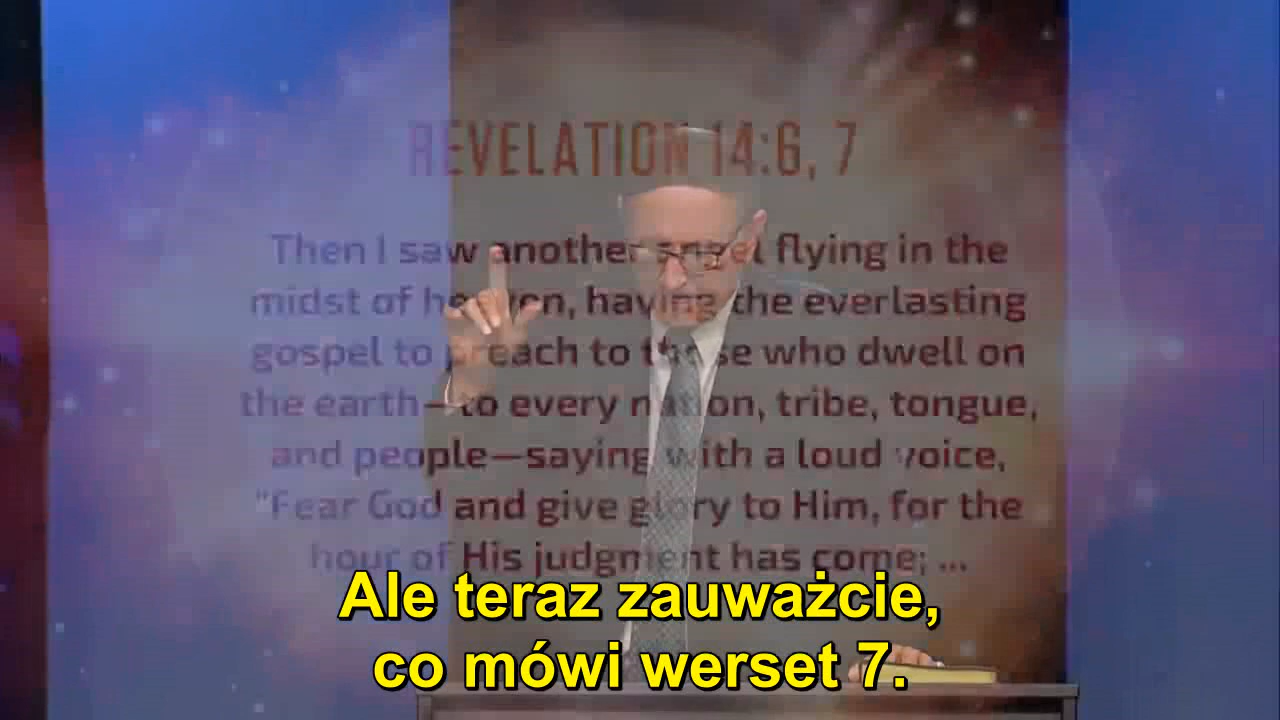 REVELATION 14:6, 7
Then I saw another angel flying in the
midst of heaven, having the everlasting
gospel to preach to those who dwell on
the earth—to every nation, tribe, tongue,
and people—saying with a loud voice,
"Fear God and give glory to Him, for the
hour of His judgment has come; ...
Ale teraz zauważcie,
co mówi werset 7.